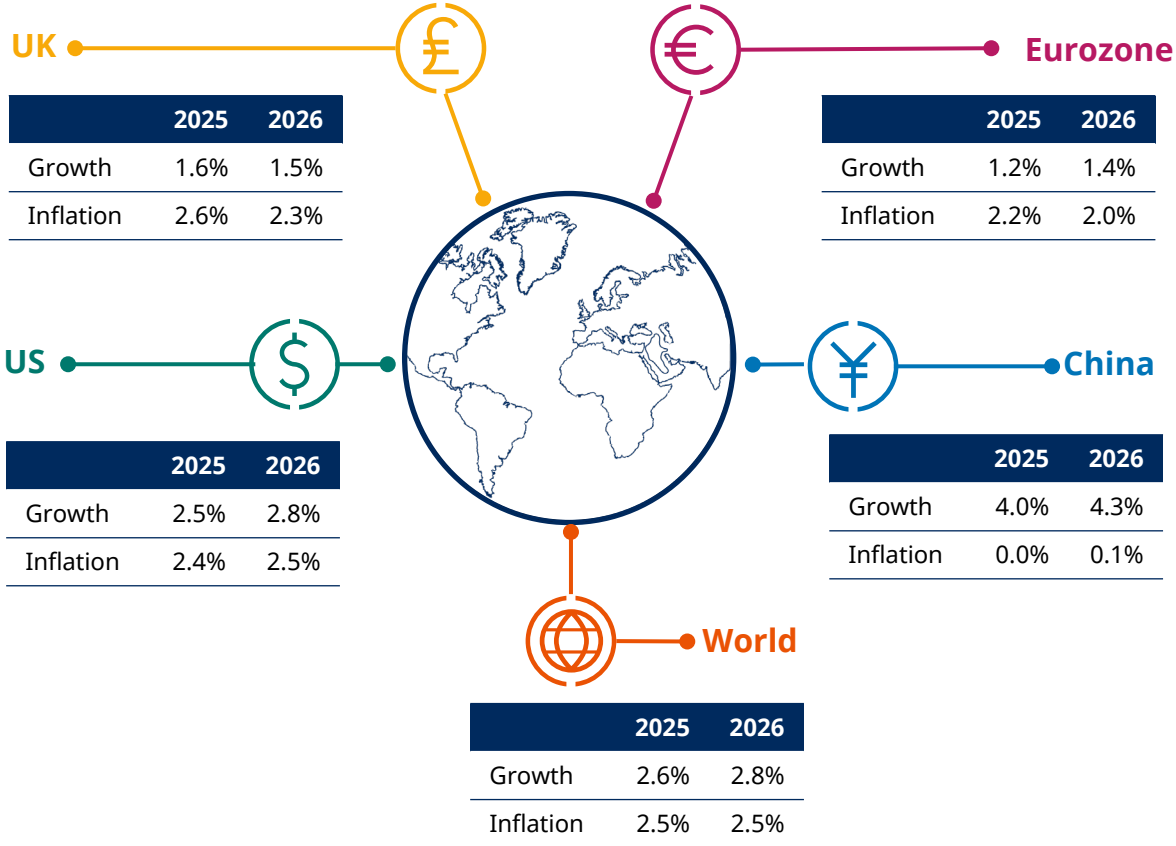 UK
2025 2026
Growth 1.6% 1.5%
Inflation 2.6% 2.3%
£
€
Eurozone
2025 2026
Growth 1.2% 1.4%
Inflation 2.2% 2.0%
US
$
2025 2026
Growth 2.5% 2.8%
Inflation 2.4% 2.5%
¥
China
2025 2026
Growth 4.0% 4.3%
Inflation 0.0% 0.1%
World
2025 2026
Growth 2.6% 2.8%
Inflation 2.5% 2.5%